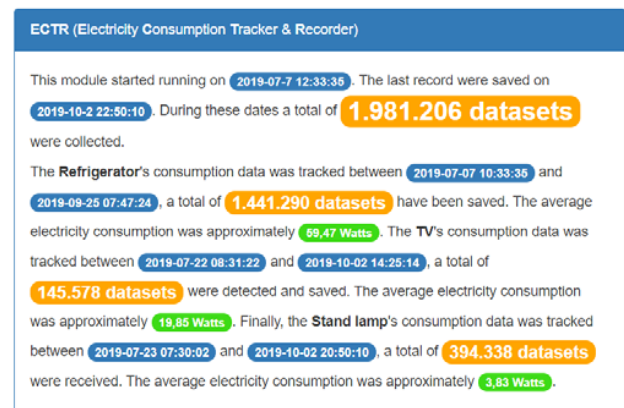 ECTR (Electricity Consumption Tracker & Recorder)
This module started running on 2019-07-7 12:33:35. The last record were saved on
2019-10-2 22:50:10. During these dates a total of 1.981.206 datasets
were collected.
The Refrigerator's consumption data was tracked between 2019-07-07 10:33:35 and
2019-09-25 07:47:24, a total of 1.441.290 datasets have been saved. The average
electricity consumption was approximately 59,47 Watts. The TV's consumption data was
tracked between 2019-07-22 08:31:22 and 2019-10-02 14:25:14, a total of
145.578 datasets were detected and saved. The average electricity consumption
was approximately 19,85 Watts. Finally, the Stand lamp's consumption data was tracked
between 2019-07-23 07:30:02 and 2019-10-02 20:50:10, a total of 394.338 datasets
were received. The average electricity consumption was approximately 3,83 Watts.